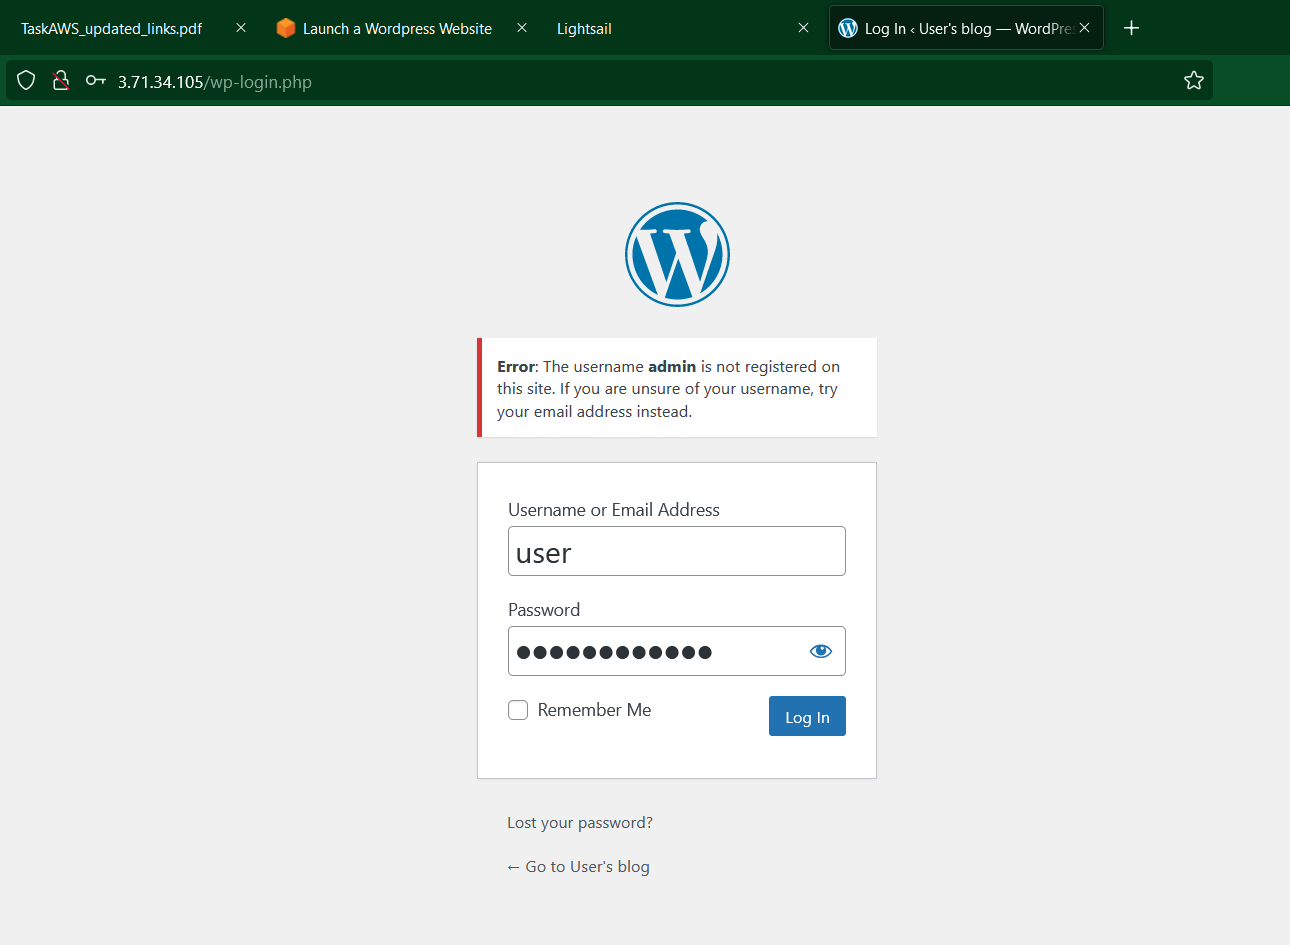 TaskAWS_updated_links.pdf
Launch a Wordpress Website
Lightsail
Log In ‹ User's blog — WordPres
3.71.34.105/wp-login.php
Error: The username admin is not registered on
this site. If you are unsure of your username, try
your email address instead.
Username or Email Address
user
Password
Remember Me
Log In
Lost your password?
← Go to User's blog